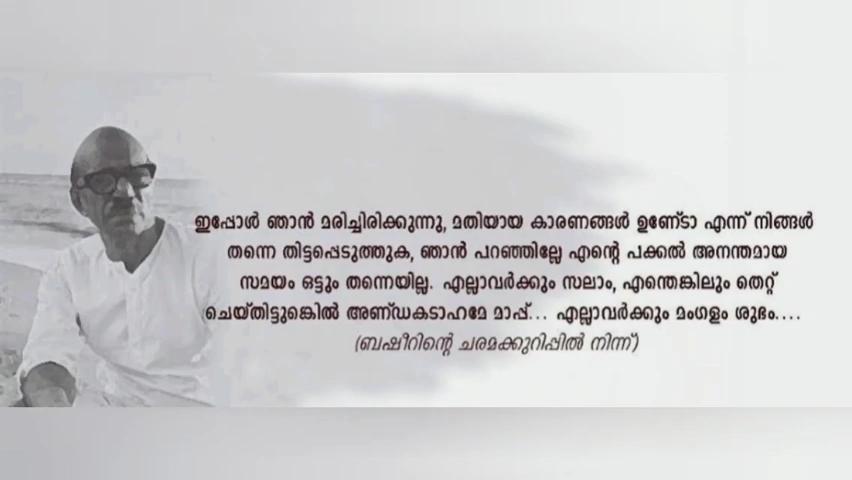 ഇപ്പോൾ ഞാൻ മരിച്ചിരിക്കുന്നു, മതിയായ കാരണങ്ങൾ ഉണ്ടോ എന്ന് നിങ്ങൾ
തന്നെ തിട്ടപ്പെടുത്തുക, ഞാൻ പറഞ്ഞില്ലേ എന്റെ പക്കൽ അനന്തമായ
സമയം ഒട്ടും തന്നെയില്ല. എല്ലാവർക്കും സലാം, എന്തെങ്കിലും തെറ്റ്
ചെയ്തിട്ടുങ്കെിൽ അണ്ഡകടാഹമേ മാപ്പ്... എല്ലാവർക്കും മംഗളം ശുഭം....
(ബഷീറിന്റെ ചരമക്കുറിപ്പിൽ നിന്ന്)